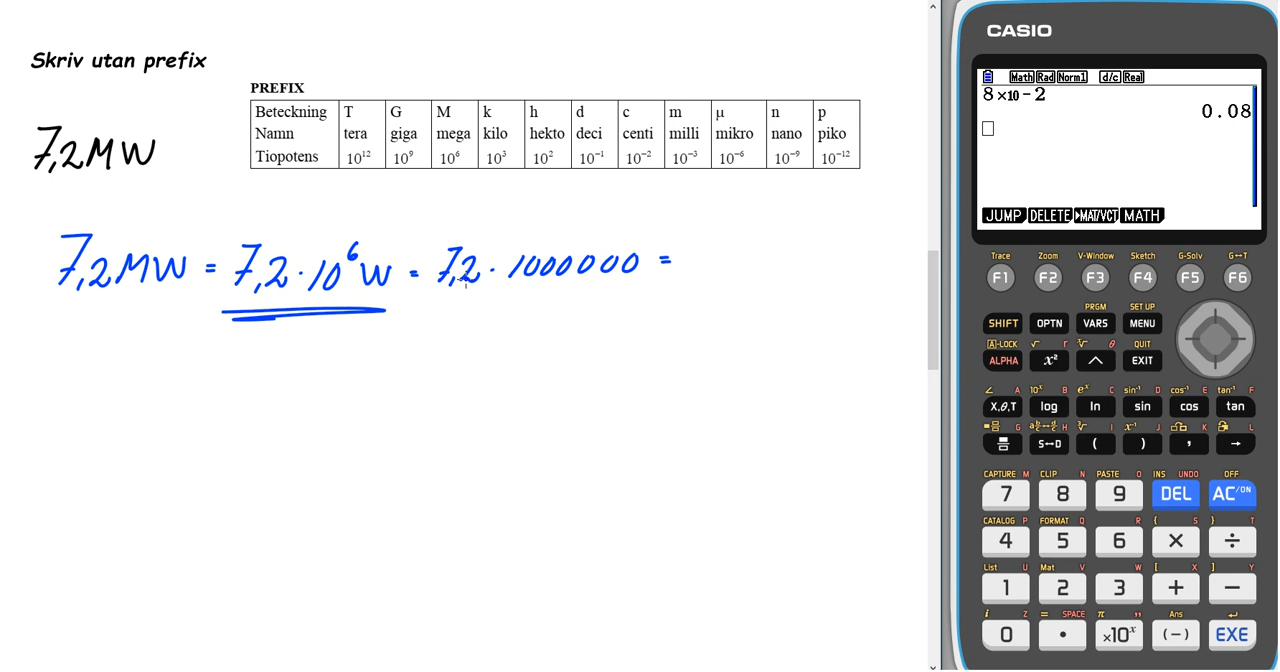 Skriv utan prefix
7,2 MW
PREFIX
Beteckning T G M k h d c m μ n p
Namn tera giga mega kilo hekto deci centi milli mikro nano piko
Tiopotens 10¹² 10⁹ 10⁶ 10³ 10² 10⁻¹ 10⁻² 10⁻³ 10⁻⁶ 10⁻⁹ 10⁻¹²
7,2 MW = 7,2 · 10⁶ W = 7,2 · 1000000 =
CASIO
Math Rad Norm1 d/c Real
8×10-2
0.08
JUMP DELETE ▶MAT/VCT MATH
Trace Zoom V-Window Sketch G-Solv G↔T
F1 F2 F3 F4 F5 F6
PRGM SET UP
SHIFT OPTN VARS MENU
A-LOCK √ r ∛ θ QUIT
ALPHA x² ^ EXIT
∠ A 10ˣ B eˣ C sin⁻¹ D cos⁻¹ E tan⁻¹ F
X,θ,T log ln sin cos tan
G H I x⁻¹ J K L
S↔D ( ) , →
CAPTURE M CLIP N PASTE O INS UNDO OFF
7 8 9 DEL AC/ON
CATALOG P FORMAT Q R { S } T
4 5 6 × ÷
List U Mat V W [ X ] Y
1 2 3 + −
i Z = SPACE π " Ans ↵
0 • ×10ˣ (−) EXE